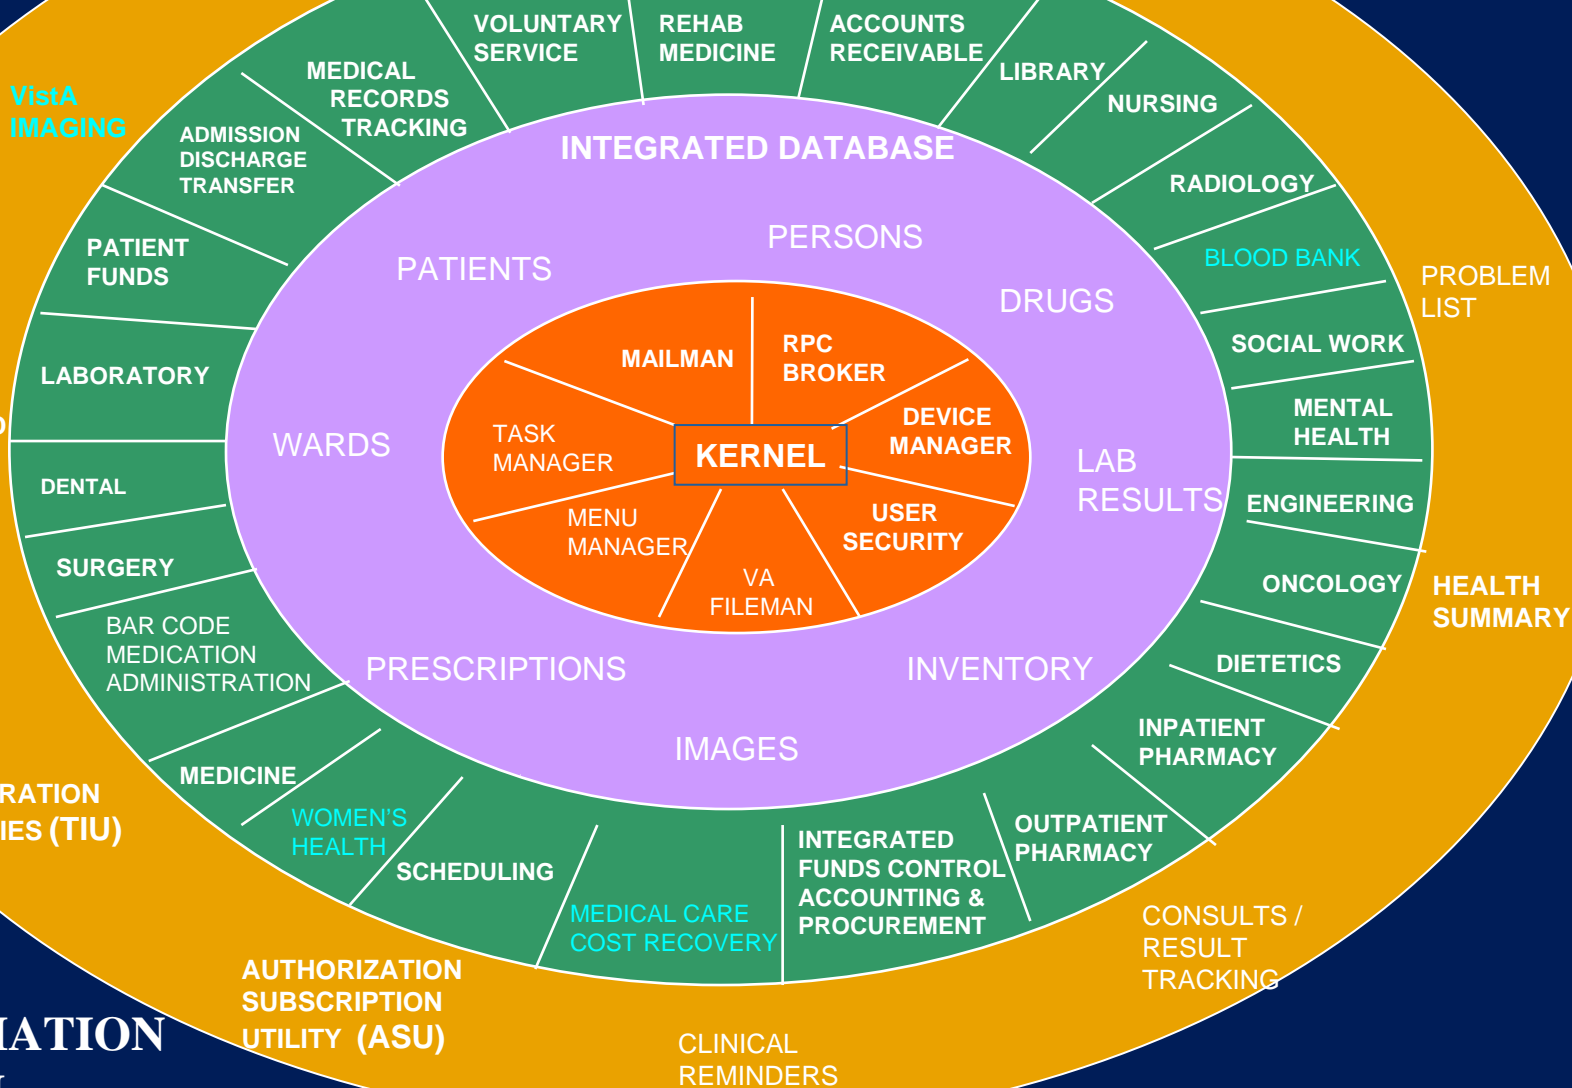 VOLUNTARY
SERVICE
REHAB
MEDICINE
ACCOUNTS
RECEIVABLE
LIBRARY
NURSING
MEDICAL
RECORDS
TRACKING
VistA
IMAGING
ADMISSION
DISCHARGE
TRANSFER
INTEGRATED DATABASE
RADIOLOGY
PERSONS
PATIENTS
PATIENT
FUNDS
BLOOD BANK
DRUGS
PROBLEM
LIST
MAILMAN
RPC
BROKER
SOCIAL WORK
LABORATORY
MENTAL
HEALTH
DEVICE
MANAGER
TASK
MANAGER
WARDS
KERNEL
LAB
RESULTS
DENTAL
ENGINEERING
MENU
MANAGER
USER
SECURITY
SURGERY
VA
FILEMAN
ONCOLOGY
HEALTH
SUMMARY
BAR CODE
MEDICATION
ADMINISTRATION
PRESCRIPTIONS
INVENTORY
DIETETICS
INPATIENT
PHARMACY
IMAGES
MEDICINE
RATION
IES (TIU)
WOMEN'S
HEALTH
SCHEDULING
MEDICAL CARE
COST RECOVERY
INTEGRATED
FUNDS CONTROL
ACCOUNTING &
PROCUREMENT
OUTPATIENT
PHARMACY
CONSULTS /
RESULT
TRACKING
AUTHORIZATION
SUBSCRIPTION
UTILITY (ASU)
MATION
CLINICAL
REMINDERS